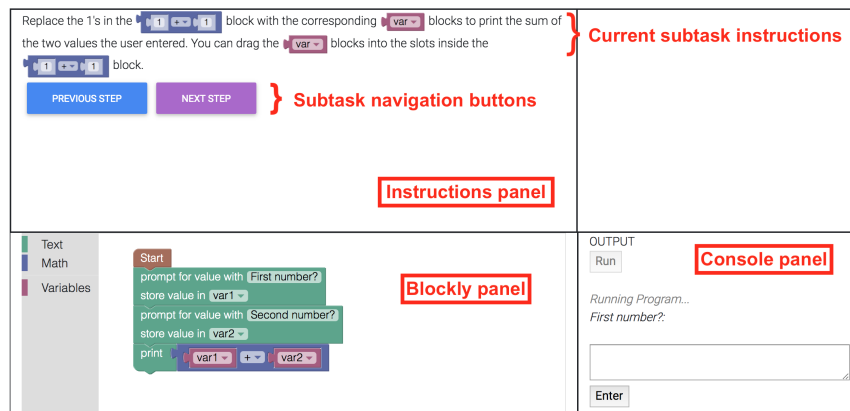 Replace the 1's in the 1 + 1 block with the corresponding var blocks to print the sum of
the two values the user entered. You can drag the var blocks into the slots inside the
1 + 1 block.
} Current subtask instructions
PREVIOUS STEP NEXT STEP } Subtask navigation buttons
Instructions panel
Text
Math
Variables
Start
prompt for value with First number?
store value in var1
prompt for value with Second number?
store value in var2
print var1 + var2
Blockly panel
OUTPUT
Run
Console panel
Running Program...
First number?:
Enter